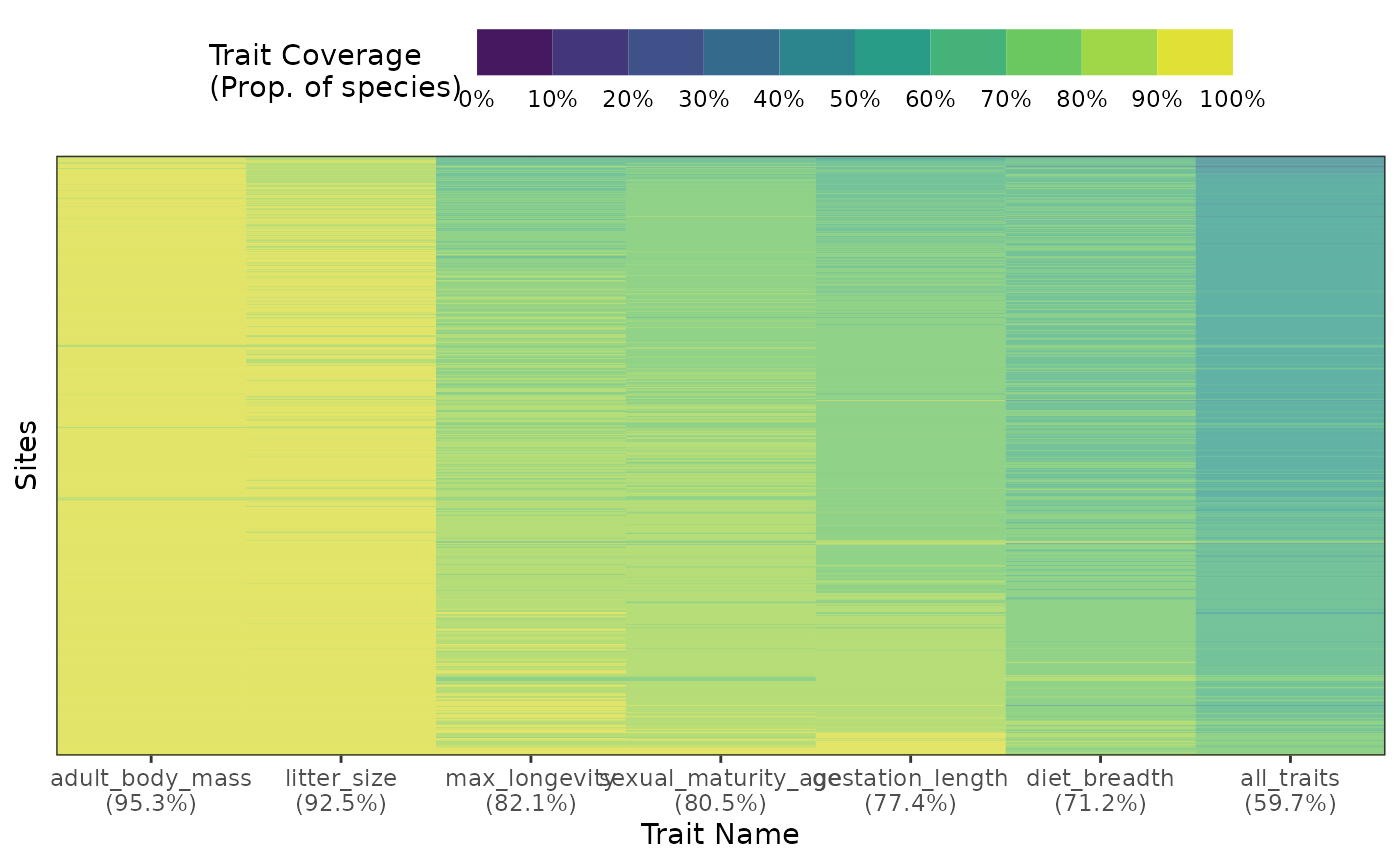 Trait Coverage
(Prop. of species)
0% 10% 20% 30% 40% 50% 60% 70% 80% 90% 100%
Sites
adult_body_mass litter_size max_longevity sexual_maturity_age gestation_length diet_breadth all_traits
(95.3%) (92.5%) (82.1%) (80.5%) (77.4%) (71.2%) (59.7%)
Trait Name